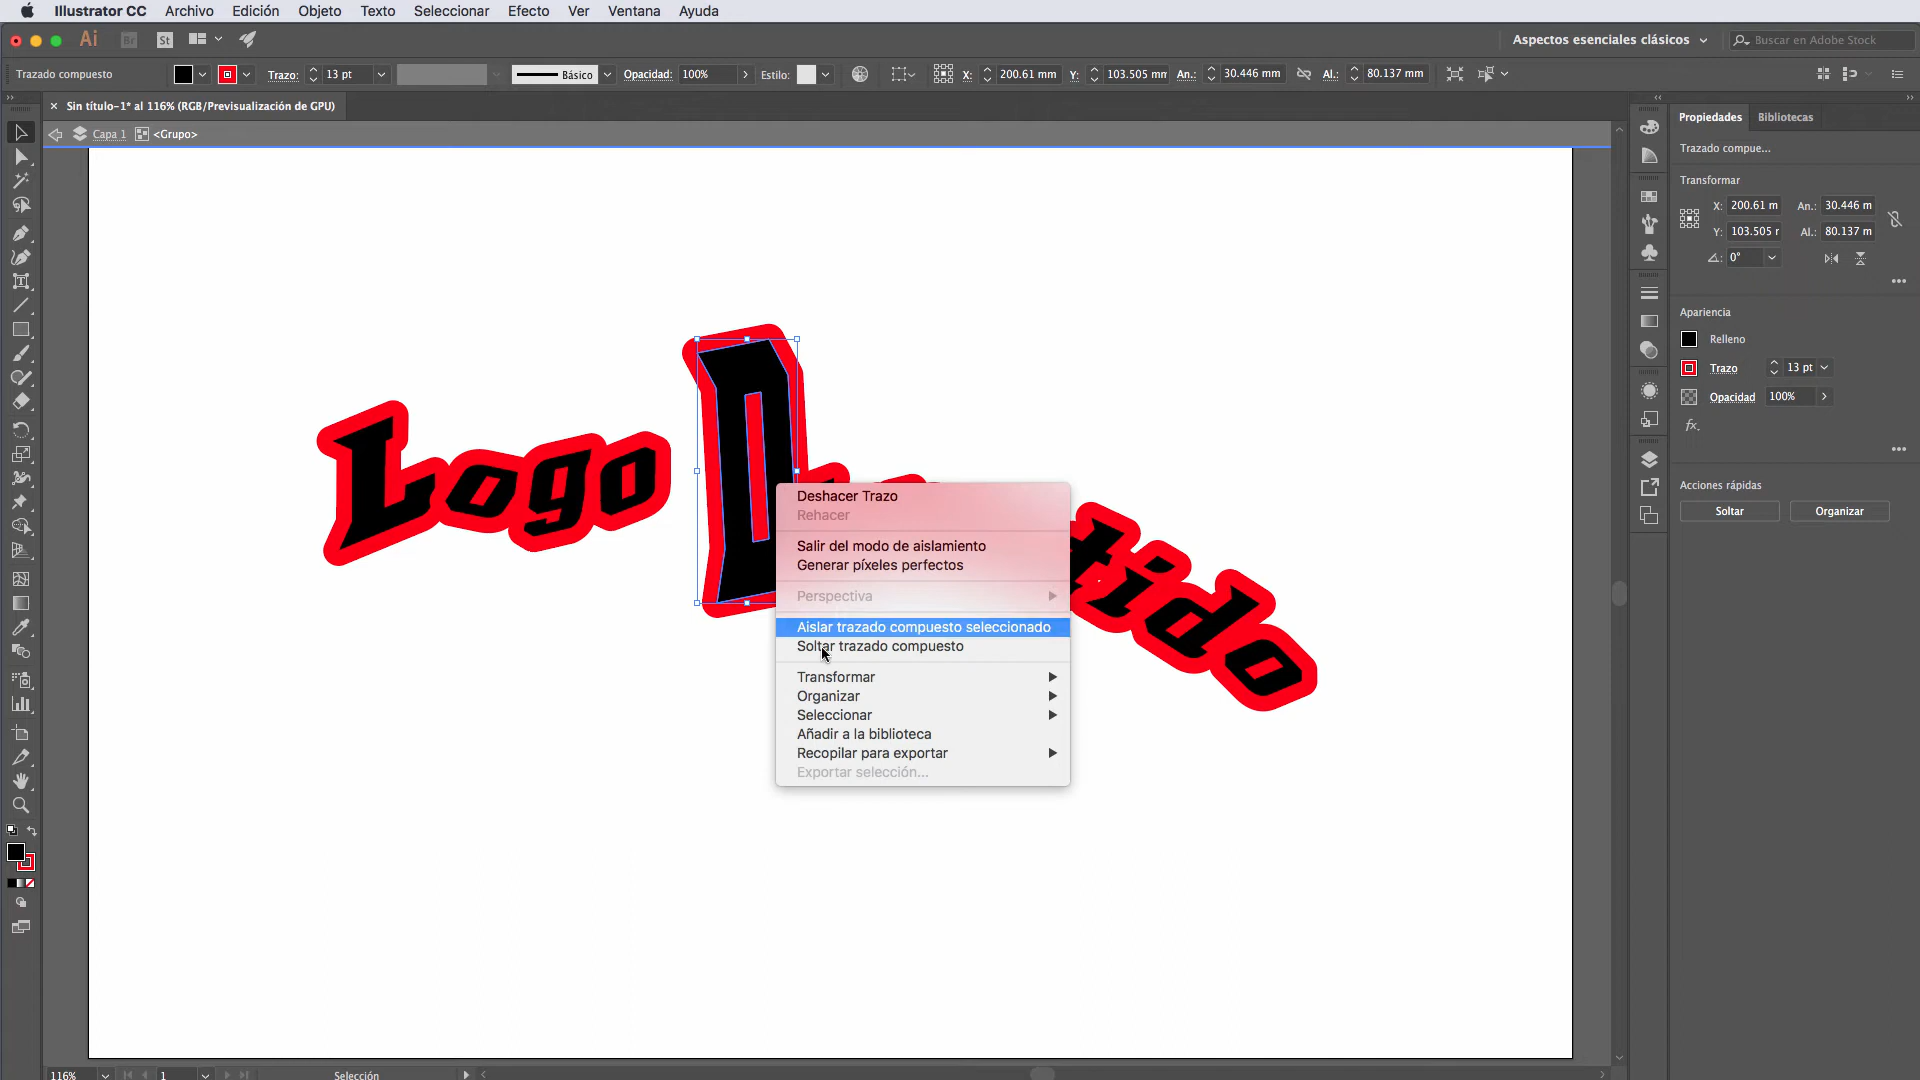 Illustrator CC Archivo Edición Objeto Texto Seleccionar Efecto Ver Ventana Ayuda
Ai Br St Aspectos esenciales clásicos Buscar en Adobe Stock
Trazado compuesto Trazo: 13 pt Básico Opacidad: 100% Estilo: X: 200.61 mm Y: 103.505 mm An.: 30.446 mm Al.: 80.137 mm
Sin título-1* al 116% (RGB/Previsualización de GPU)
Capa 1 <Grupo>
Propiedades Bibliotecas
Trazado compue...
Transformar
X: 200.61 m An.: 30.446 m
Y: 103.505 r Al.: 80.137 m
0°
Apariencia
Relleno
Trazo 13 pt
Opacidad 100%
fx.
Acciones rápidas
Soltar Organizar
Logo D tido
Deshacer Trazo
Rehacer
Salir del modo de aislamiento
Generar píxeles perfectos
Perspectiva
Aislar trazado compuesto seleccionado
Soltar trazado compuesto
Transformar
Organizar
Seleccionar
Añadir a la biblioteca
Recopilar para exportar
Exportar selección...
116% 1 Selección